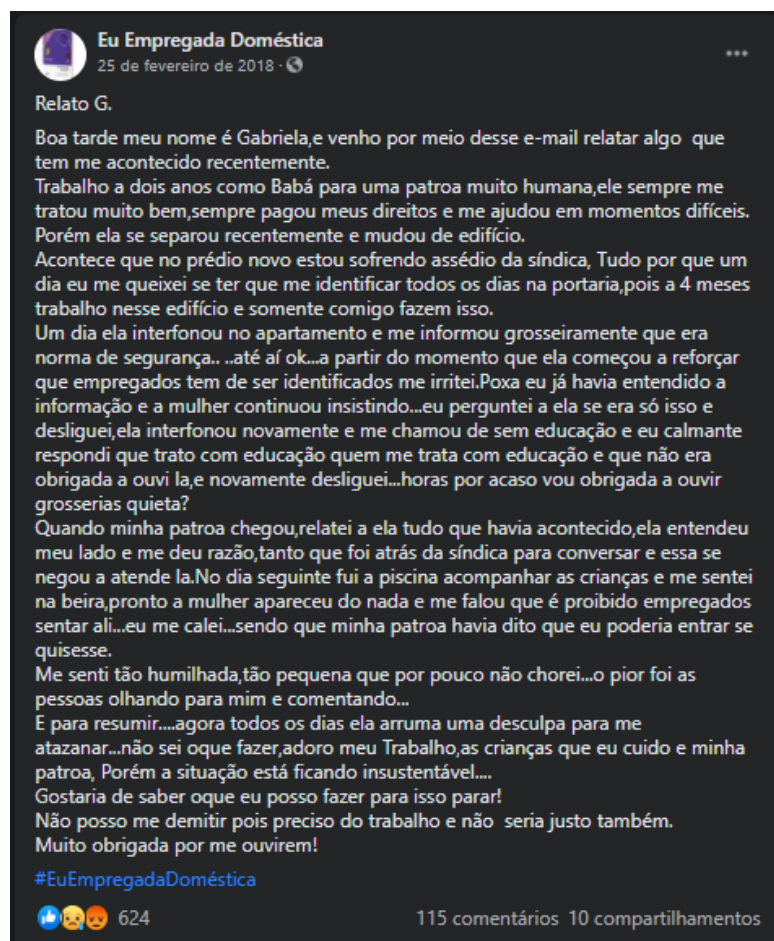 Eu Empregada Doméstica
25 de fevereiro de 2018 ·
Relato G.
Boa tarde meu nome é Gabriela,e venho por meio desse e-mail relatar algo  que
tem me acontecido recentemente.
Trabalho a dois anos como Babá para uma patroa muito humana,ele sempre me
tratou muito bem,sempre pagou meus direitos e me ajudou em momentos difíceis.
Porém ela se separou recentemente e mudou de edifício.
Acontece que no prédio novo estou sofrendo assédio da síndica, Tudo por que um
dia eu me queixei se ter que me identificar todos os dias na portaria,pois a 4 meses
trabalho nesse edifício e somente comigo fazem isso.
Um dia ela interfonou no apartamento e me informou grosseiramente que era
norma de segurança.. ..até aí ok...a partir do momento que ela começou a reforçar
que empregados tem de ser identificados me irritei.Poxa eu já havia entendido a
informação e a mulher continuou insistindo...eu perguntei a ela se era só isso e
desliguei,ela interfonou novamente e me chamou de sem educação e eu calmante
respondi que trato com educação quem me trata com educação e que não era
obrigada a ouvi la,e novamente desliguei...horas por acaso vou obrigada a ouvir
grosserias quieta?
Quando minha patroa chegou,relatei a ela tudo que havia acontecido,ela entendeu
meu lado e me deu razão,tanto que foi atrás da síndica para conversar e essa se
negou a atende la.No dia seguinte fui a piscina acompanhar as crianças e me sentei
na beira,pronto a mulher apareceu do nada e me falou que é proibido empregados
sentar ali...eu me calei...sendo que minha patroa havia dito que eu poderia entrar se
quisesse.
Me senti tão humilhada,tão pequena que por pouco não chorei...o pior foi as
pessoas olhando para mim e comentando...
E para resumir....agora todos os dias ela arruma uma desculpa para me
atazanar...não sei oque fazer,adoro meu Trabalho,as crianças que eu cuido e minha
patroa, Porém a situação está ficando insustentável....
Gostaria de saber oque eu posso fazer para isso parar!
Não posso me demitir pois preciso do trabalho e não  seria justo também.
Muito obrigada por me ouvirem!
#EuEmpregadaDoméstica
624
115 comentários 10 compartilhamentos